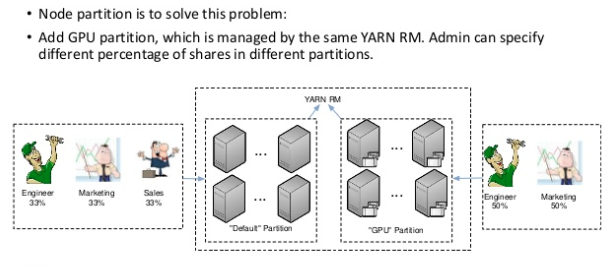 • Node partition is to solve this problem:
• Add GPU partition, which is managed by the same YARN RM. Admin can specify
different percentage of shares in different partitions.
YARN RM
...
...
...
...
Engineer
33%
Marketing
33%
Sales
33%
"Default" Partition
"GPU" Partition
Engineer
50%
Marketing
50%